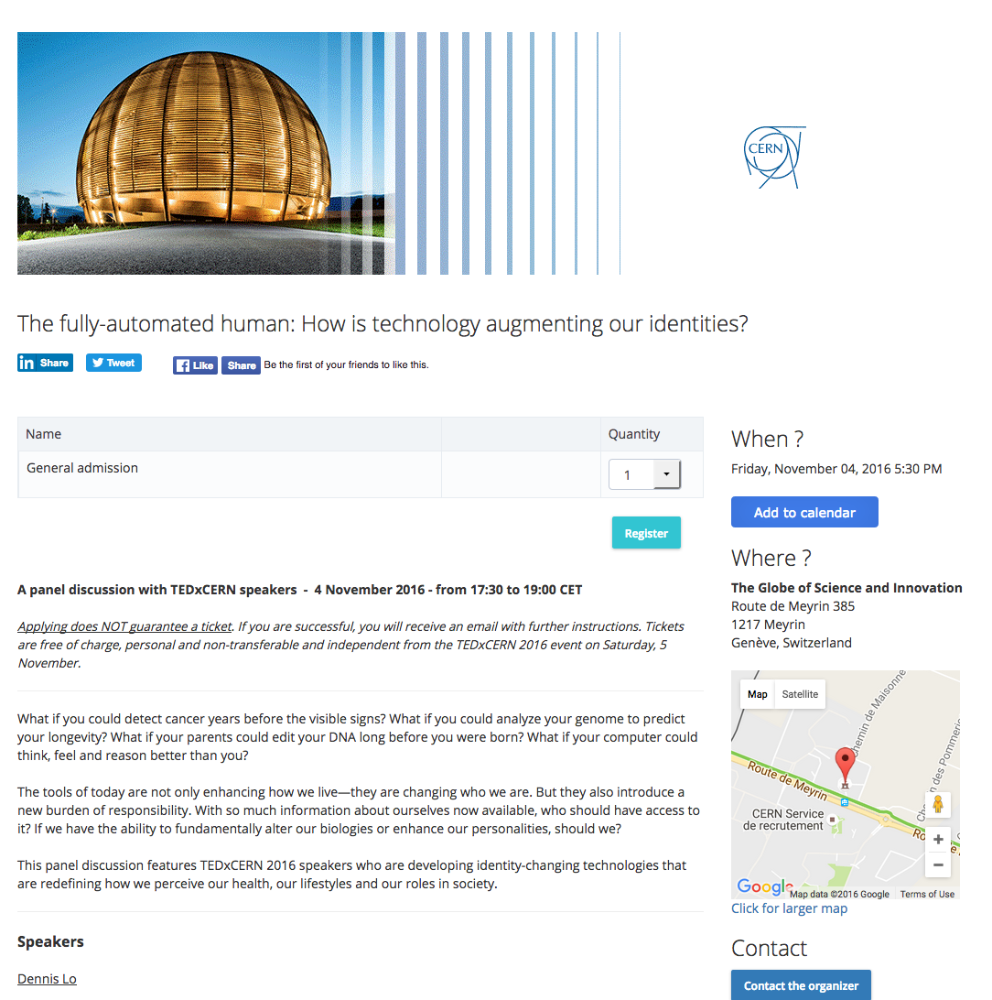 CERN
The fully-automated human: How is technology augmenting our identities?
in Share
Tweet
Like
Share
Be the first of your friends to like this.
Name
Quantity
General admission
1
Register
A panel discussion with TEDxCERN speakers - 4 November 2016 - from 17:30 to 19:00 CET
Applying does NOT guarantee a ticket. If you are successful, you will receive an email with further instructions. Tickets
are free of charge, personal and non-transferable and independent from the TEDxCERN 2016 event on Saturday, 5
November.
What if you could detect cancer years before the visible signs? What if you could analyze your genome to predict
your longevity? What if your parents could edit your DNA long before you were born? What if your computer could
think, feel and reason better than you?
The tools of today are not only enhancing how we live—they are changing who we are. But they also introduce a
new burden of responsibility. With so much information about ourselves now available, who should have access to
it? If we have the ability to fundamentally alter our biologies or enhance our personalities, should we?
This panel discussion features TEDxCERN 2016 speakers who are developing identity-changing technologies that
are redefining how we perceive our health, our lifestyles and our roles in society.
Speakers
Dennis Lo
When ?
Friday, November 04, 2016 5:30 PM
Add to calendar
Where ?
The Globe of Science and Innovation
Route de Meyrin 385
1217 Meyrin
Genève, Switzerland
Map
Satellite
Chemin de Maisonne
Route de Meyrin
des Pommerie
CERN Service
de recrutement
Ro
+
−
Google
Map data ©2016 Google
Terms of Use
Click for larger map
Contact
Contact the organizer